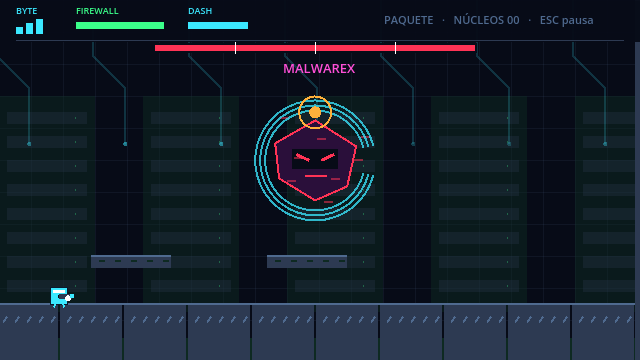 BYTE
FIREWALL
DASH
PAQUETE · NÚCLEOS 00 · ESC pausa
MALWAREX